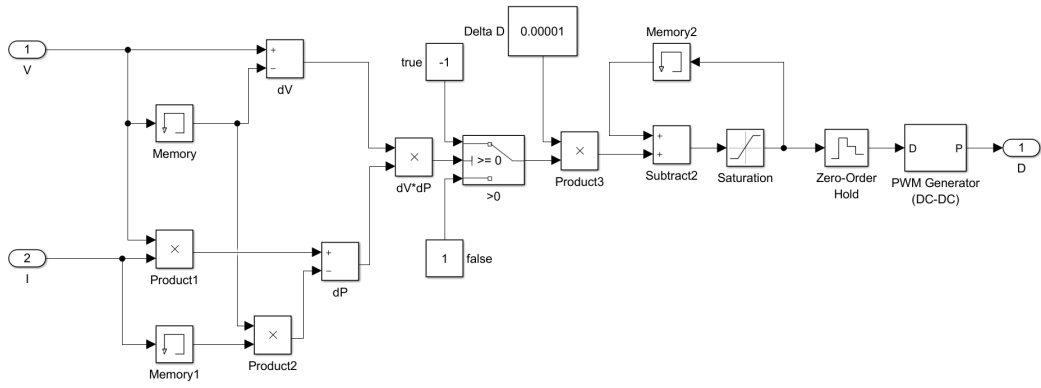 1
V
+
−
dV
Memory
×
Product1
2
I
Memory1
×
Product2
+
−
dP
×
dV*dP
true
-1
>= 0
>0
1
false
Delta D
0.00001
×
Product3
Memory2
+
+
Subtract2
Saturation
Zero-Order
Hold
D P
PWM Generator
(DC-DC)
1
D